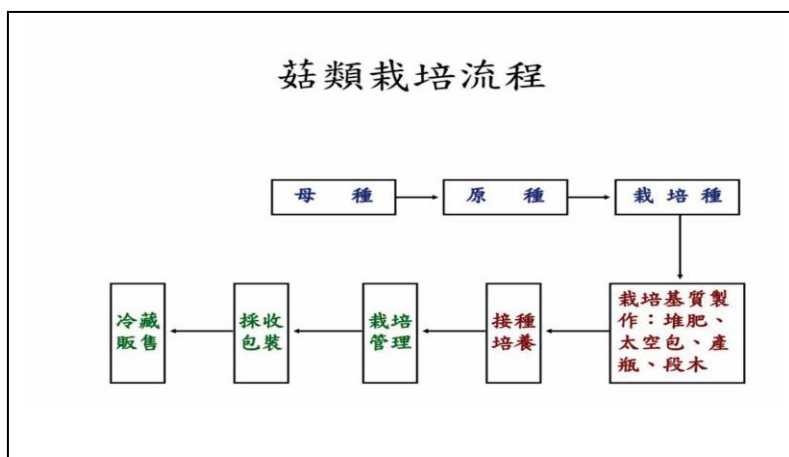 菇類栽培流程
母 種
原 種
栽 培 種
栽培基質製
作：堆肥、
太空包、產
瓶、段木
接種
培養
栽培
管理
採收
包裝
冷藏
販售